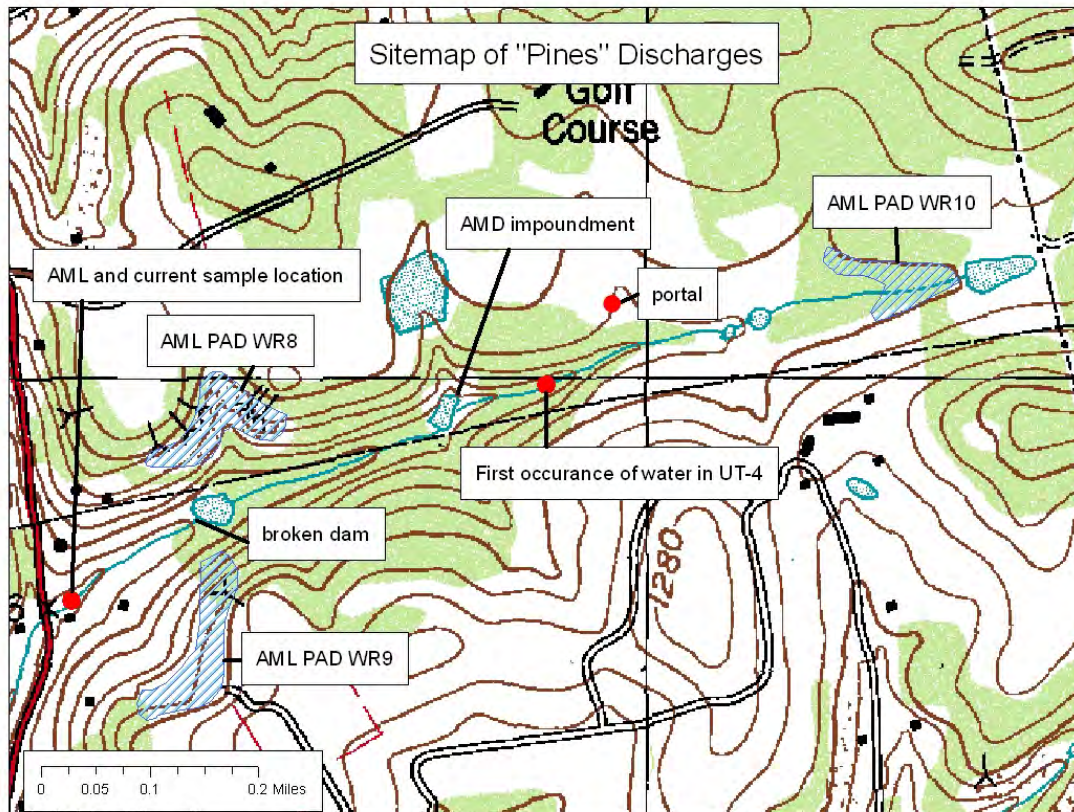 Sitemap of "Pines" Discharges
Golf
Course
AML PAD WR10
AMD impoundment
AML and current sample location
portal
AML PAD WR8
First occurance of water in UT-4
broken dam
1280
AML PAD WR9
0 0.05 0.1 0.2 Miles